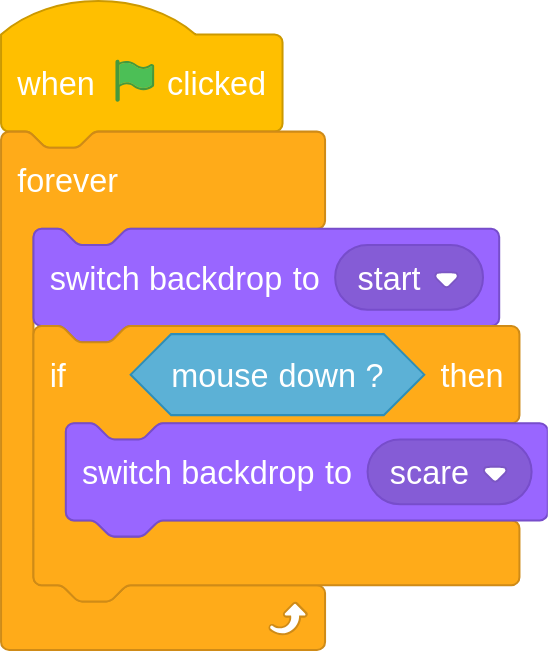 when clicked
forever
switch backdrop to start
if mouse down ? then
switch backdrop to scare